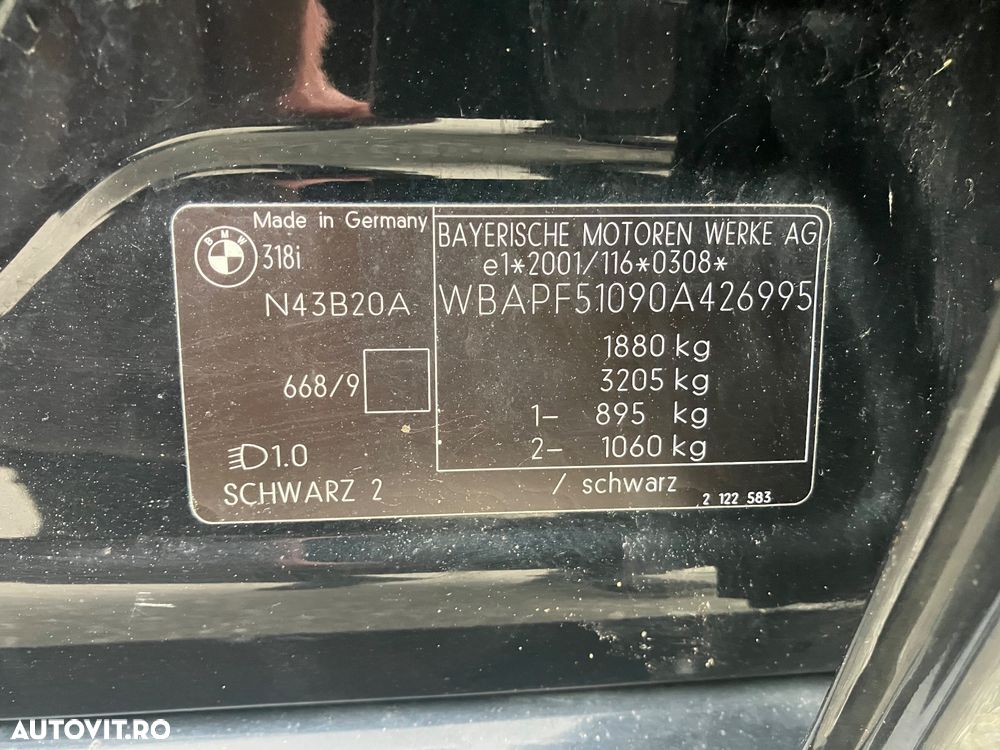 Made in Germany
BMW
318i
N43B20A
668/9
1.0
SCHWARZ 2
BAYERISCHE MOTOREN WERKE AG
e1*2001/116*0308*
WBAPF51090A426995
1880 kg
3205 kg
1- 895 kg
2- 1060 kg
/ schwarz
2 122 583
AUTOVIT.RO